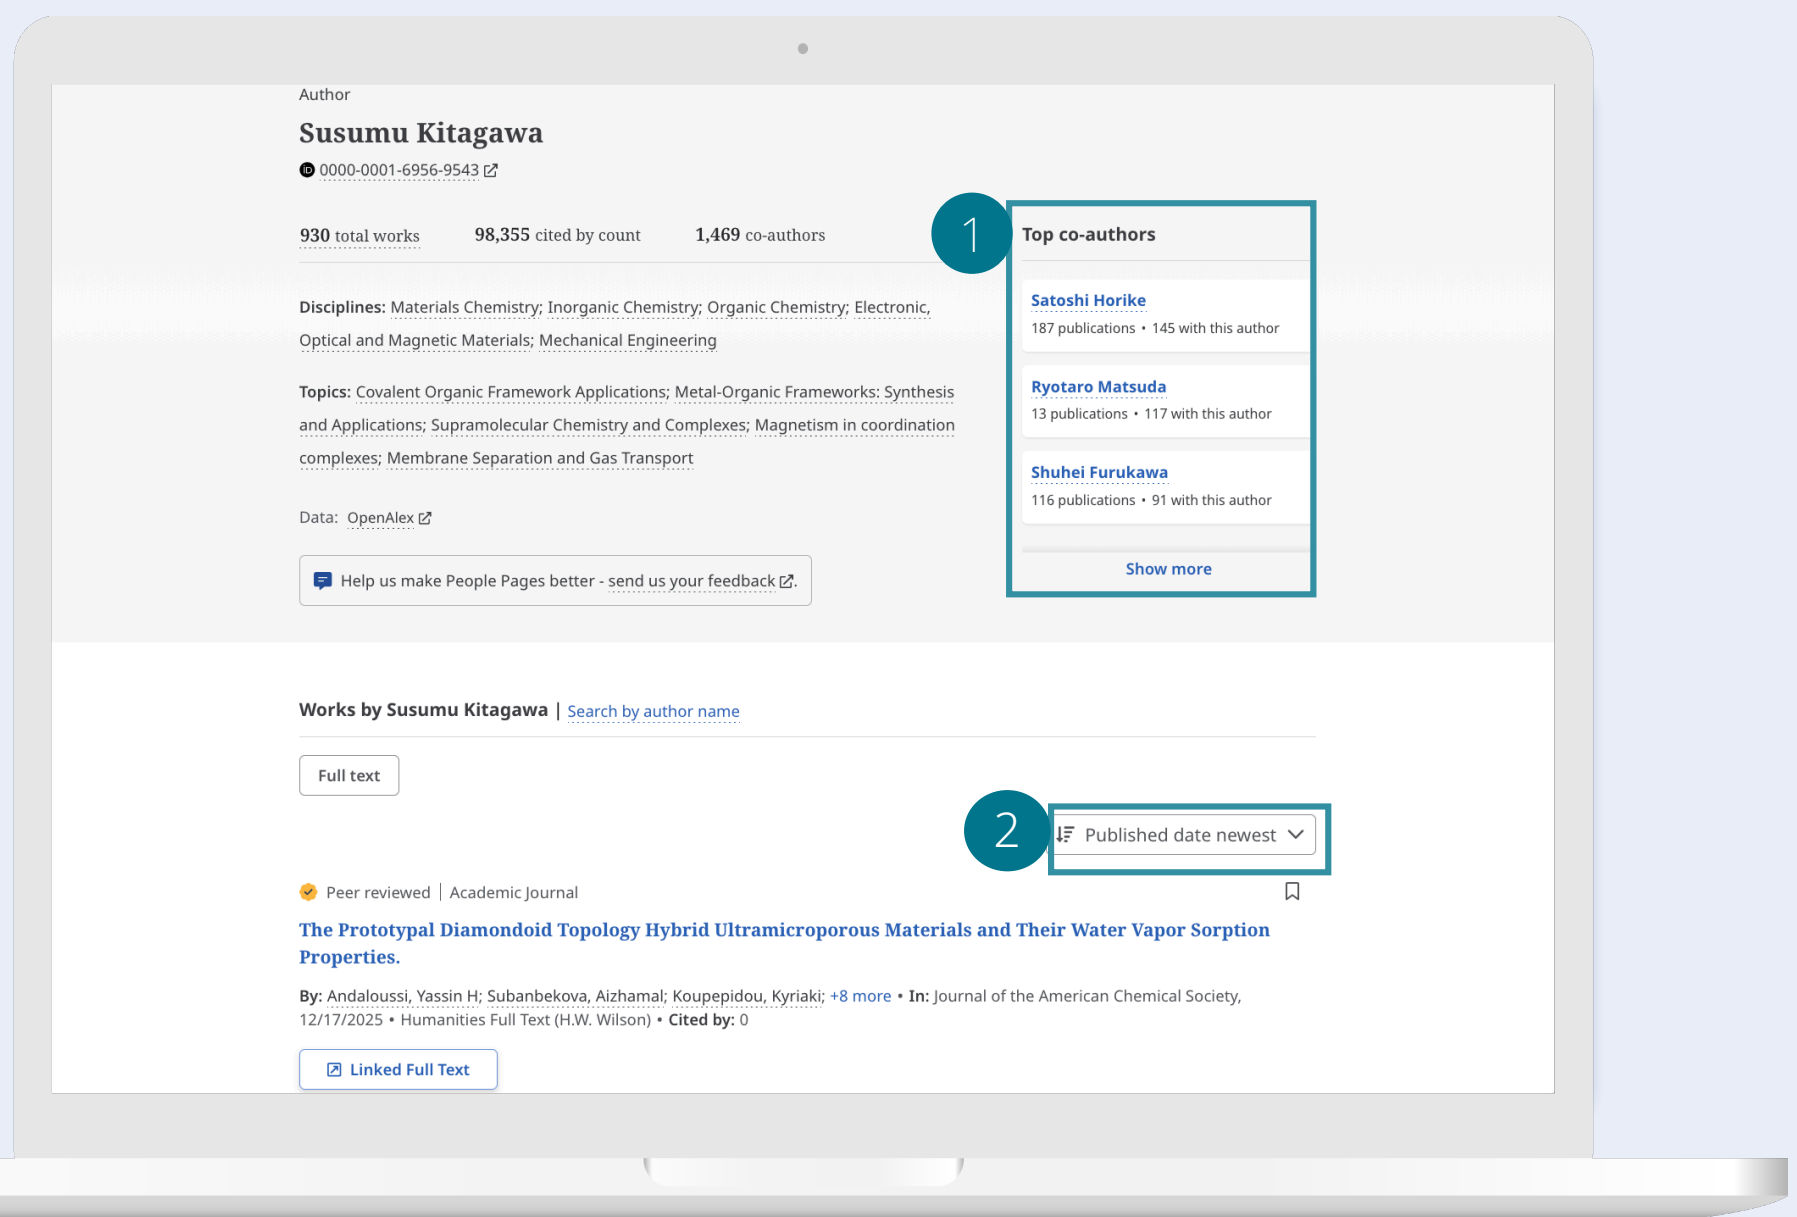 Author
Susumu Kitagawa
iD 0000-0001-6956-9543
930 total works 98,355 cited by count 1,469 co-authors
Disciplines: Materials Chemistry; Inorganic Chemistry; Organic Chemistry; Electronic,
Optical and Magnetic Materials; Mechanical Engineering
Topics: Covalent Organic Framework Applications; Metal-Organic Frameworks: Synthesis
and Applications; Supramolecular Chemistry and Complexes; Magnetism in coordination
complexes; Membrane Separation and Gas Transport
Data: OpenAlex
Help us make People Pages better - send us your feedback.
1
Top co-authors
Satoshi Horike
187 publications • 145 with this author
Ryotaro Matsuda
13 publications • 117 with this author
Shuhei Furukawa
116 publications • 91 with this author
Show more
Works by Susumu Kitagawa | Search by author name
Full text
2
Published date newest
Peer reviewed | Academic Journal
The Prototypal Diamondoid Topology Hybrid Ultramicroporous Materials and Their Water Vapor Sorption
Properties.
By: Andaloussi, Yassin H; Subanbekova, Aizhamal; Koupepidou, Kyriaki; +8 more • In: Journal of the American Chemical Society,
12/17/2025 • Humanities Full Text (H.W. Wilson) • Cited by: 0
Linked Full Text